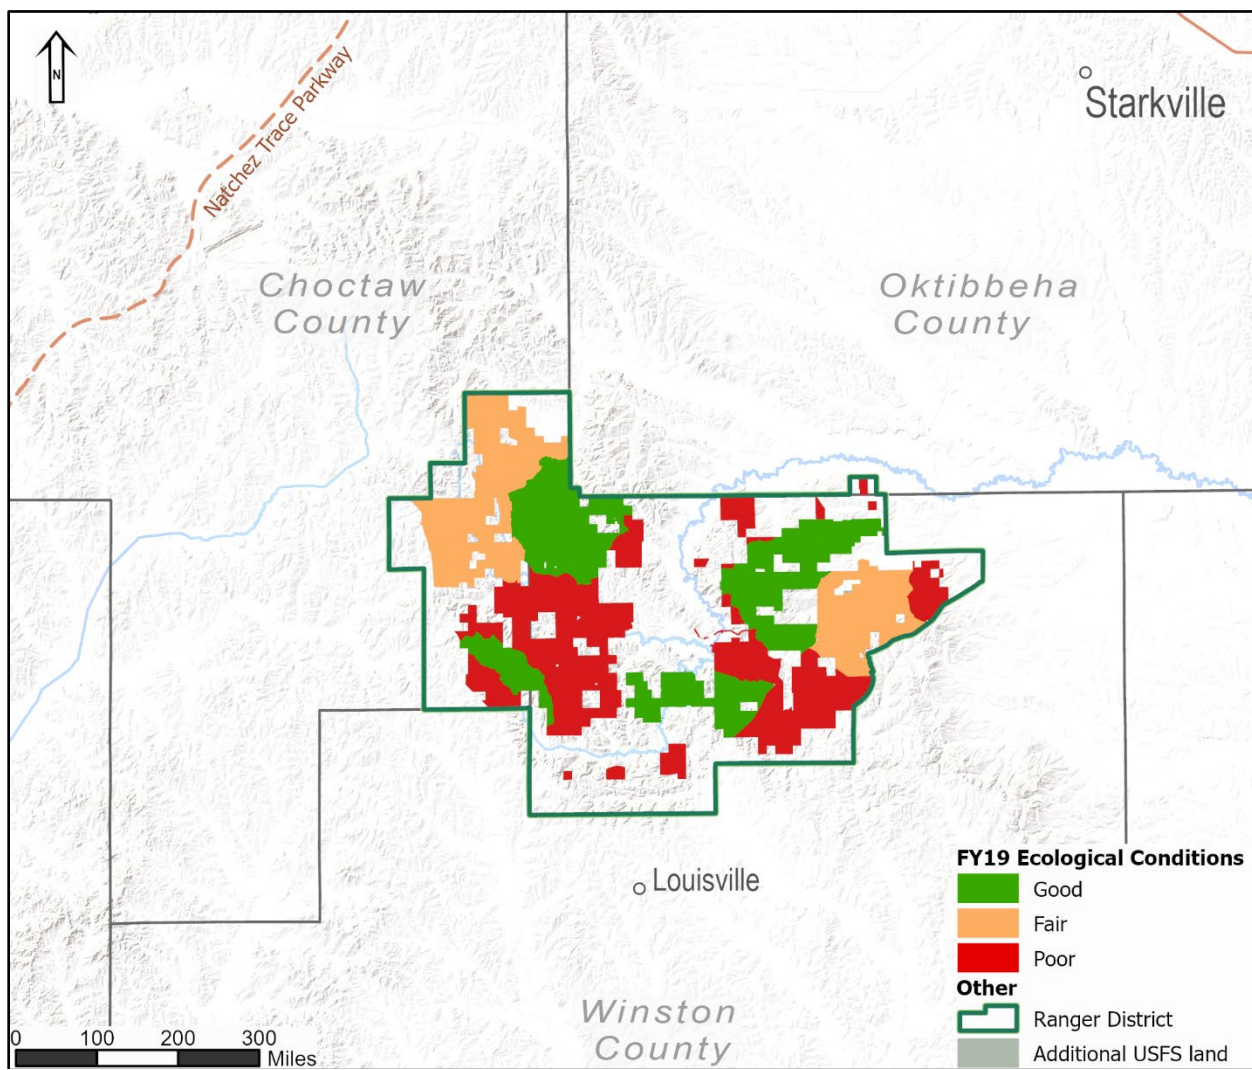 N
Natchez Trace Parkway
Starkville
Choctaw
County
Oktibbeha
County
Louisville
Winston
County
FY19 Ecological Conditions
Good
Fair
Poor
Other
Ranger District
Additional USFS land
0 100 200 300
Miles